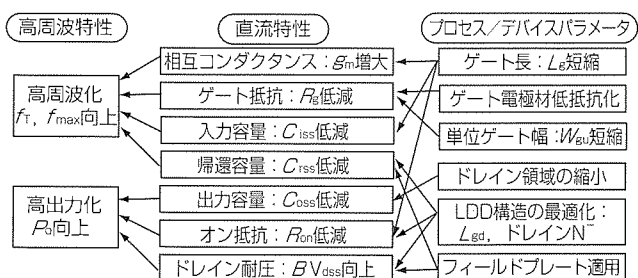 高周波特性
直流特性
プロセス/デバイスパラメータ
高周波化
fT, fmax向上
高出力化
Po向上
相互コンダクタンス:gm増大
ゲート抵抗:Rg低減
入力容量:Ciss低減
帰還容量:Crss低減
出力容量:Coss低減
オン抵抗:Ron低減
ドレイン耐圧:BVdss向上
ゲート長:Lg短縮
ゲート電極材低抵抗化
単位ゲート幅:Wgu短縮
ドレイン領域の縮小
LDD構造の最適化:
Lgd, ドレインN⁻
フィールドプレート適用